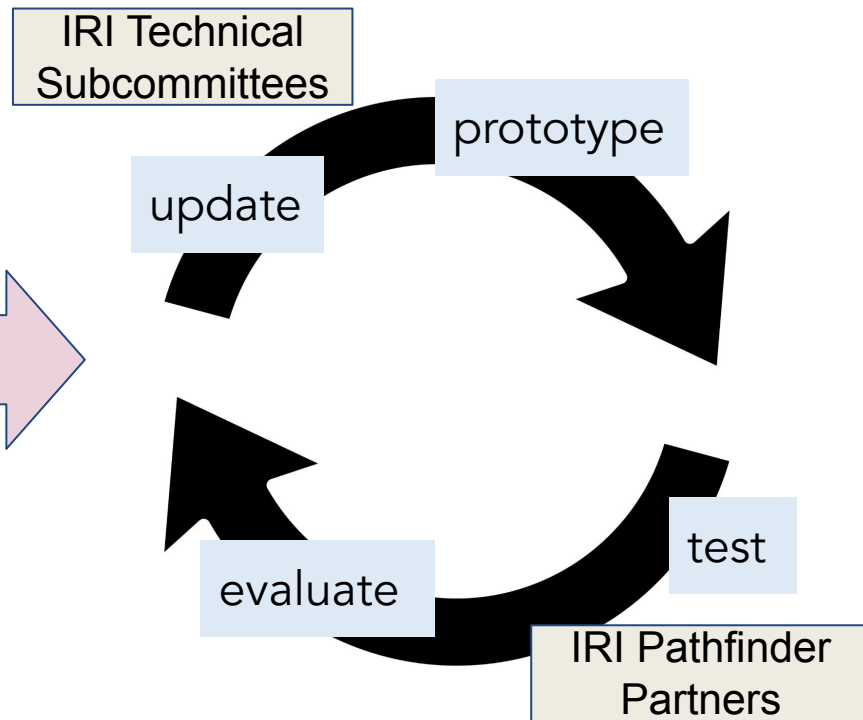 IRI Technical
Subcommittees
prototype
update
test
evaluate
IRI Pathfinder
Partners